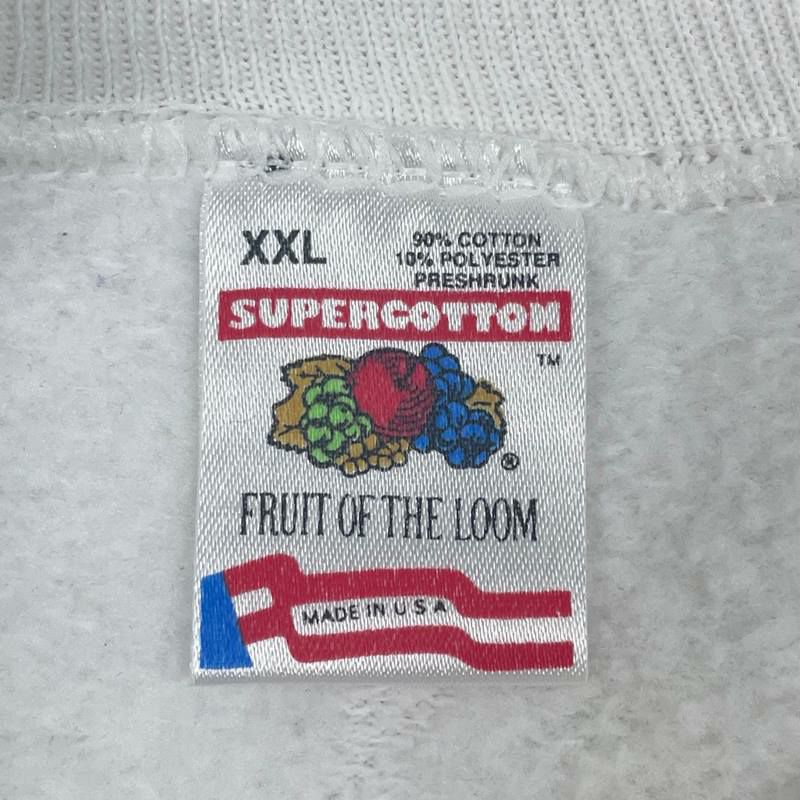 XXL
90% COTTON
10% POLYESTER
PRESHRUNK
SUPERCOTTON
TM
®
FRUIT OF THE LOOM
MADE IN U S A